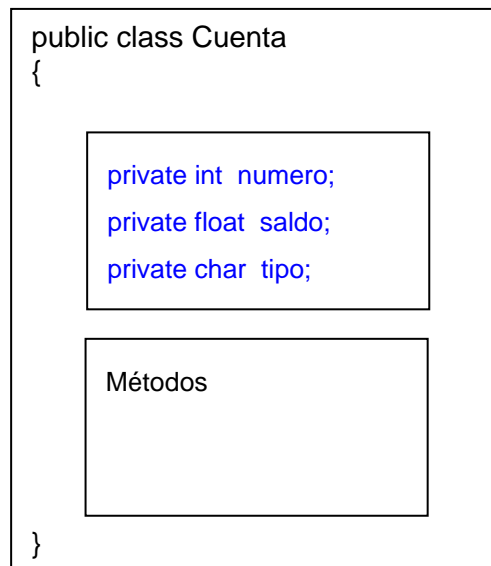 public class Cuenta
{
private int  numero;
private float  saldo;
private char  tipo;
Métodos
}